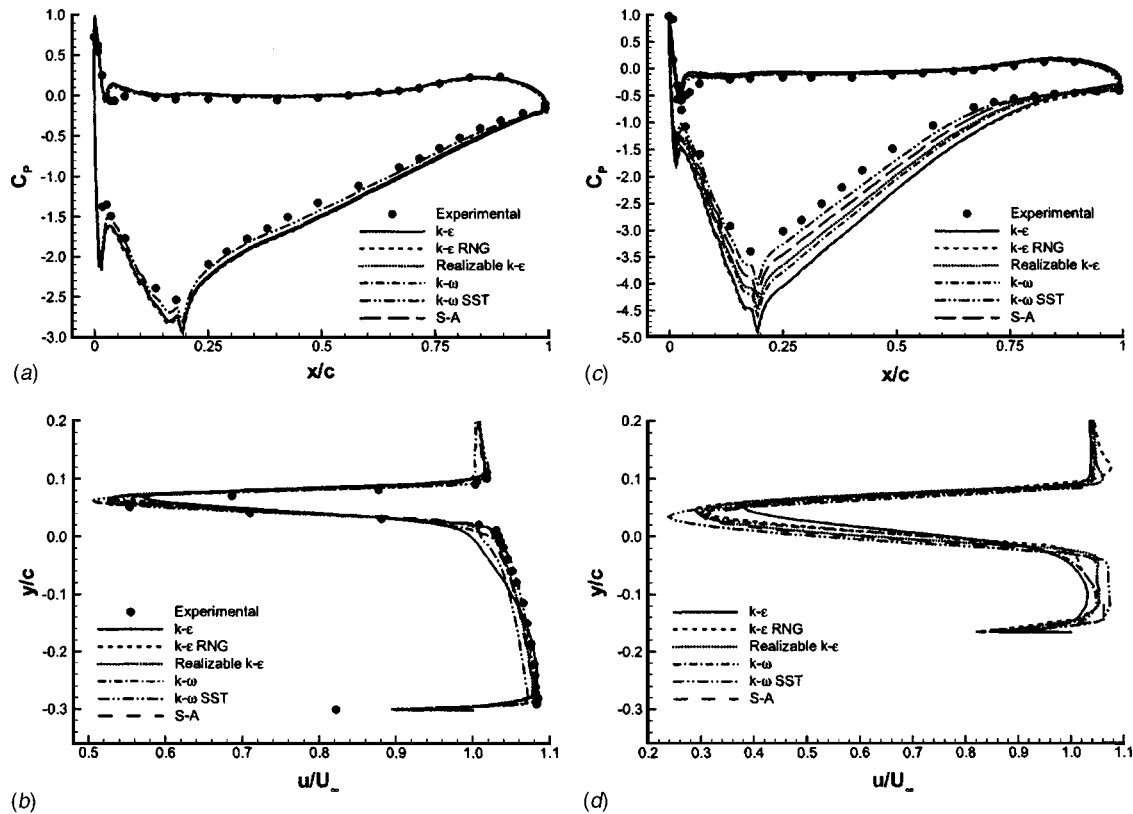 1.0
0.5
0.0
-0.5
-1.0
-1.5
-2.0
-2.5
-3.0
CP
Experimental
k-ε
k-ε RNG
Realizable k-ε
k-ω
k-ω SST
S-A
0 0.25 0.5 0.75 1
x/c
(a)
1.0
0.5
0.0
-0.5
-1.0
-1.5
-2.0
-2.5
-3.0
-3.5
-4.0
-4.5
-5.0
CP
Experimental
k-ε
k-ε RNG
Realizable k-ε
k-ω
k-ω SST
S-A
0 0.25 0.5 0.75 1
x/c
(c)
0.2
0.1
0.0
-0.1
-0.2
-0.3
y/c
Experimental
k-ε
k-ε RNG
Realizable k-ε
k-ω
k-ω SST
S-A
0.5 0.6 0.7 0.8 0.9 1.0 1.1
u/U∞
(b)
0.2
0.1
0.0
-0.1
-0.2
-0.3
y/c
k-ε
k-ε RNG
Realizable k-ε
k-ω
k-ω SST
S-A
0.2 0.3 0.4 0.5 0.6 0.7 0.8 0.9 1.0 1.1
u/U∞
(d)